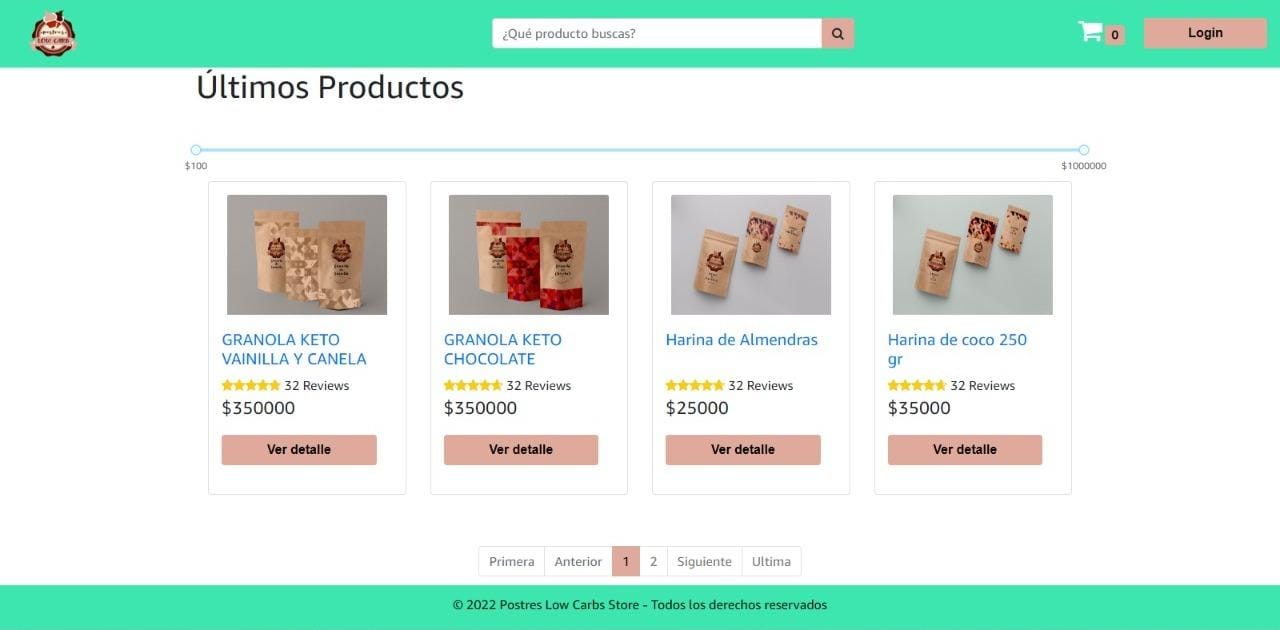 LOW CARB
¿Qué producto buscas?
0
Login
Últimos Productos
$100
$1000000
GRANOLA KETO
VAINILLA Y CANELA
32 Reviews
$350000
Ver detalle
GRANOLA KETO
CHOCOLATE
32 Reviews
$350000
Ver detalle
Harina de Almendras
32 Reviews
$25000
Ver detalle
Harina de coco 250
gr
32 Reviews
$35000
Ver detalle
Primera Anterior 1 2 Siguiente Ultima
© 2022 Postres Low Carbs Store - Todos los derechos reservados